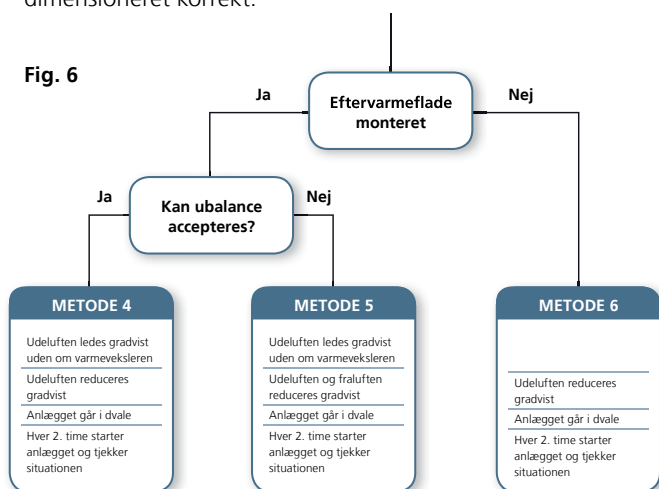 dimensioneret korrekt.
Fig. 6
Eftervarmeflade
monteret
Ja
Nej
Kan ubalance
accepteres?
Ja
Nej
METODE 4
Udeluften ledes gradvist
uden om varmeveksleren
Udeluften reduceres
gradvist
Anlægget går i dvale
Hver 2. time starter
anlægget og tjekker
situationen
METODE 5
Udeluften ledes gradvist
uden om varmeveksleren
Udeluften og fraluften
reduceres gradvist
Anlægget går i dvale
Hver 2. time starter
anlægget og tjekker
situationen
METODE 6
Udeluften reduceres
gradvist
Anlægget går i dvale
Hver 2. time starter
anlægget og tjekker
situationen